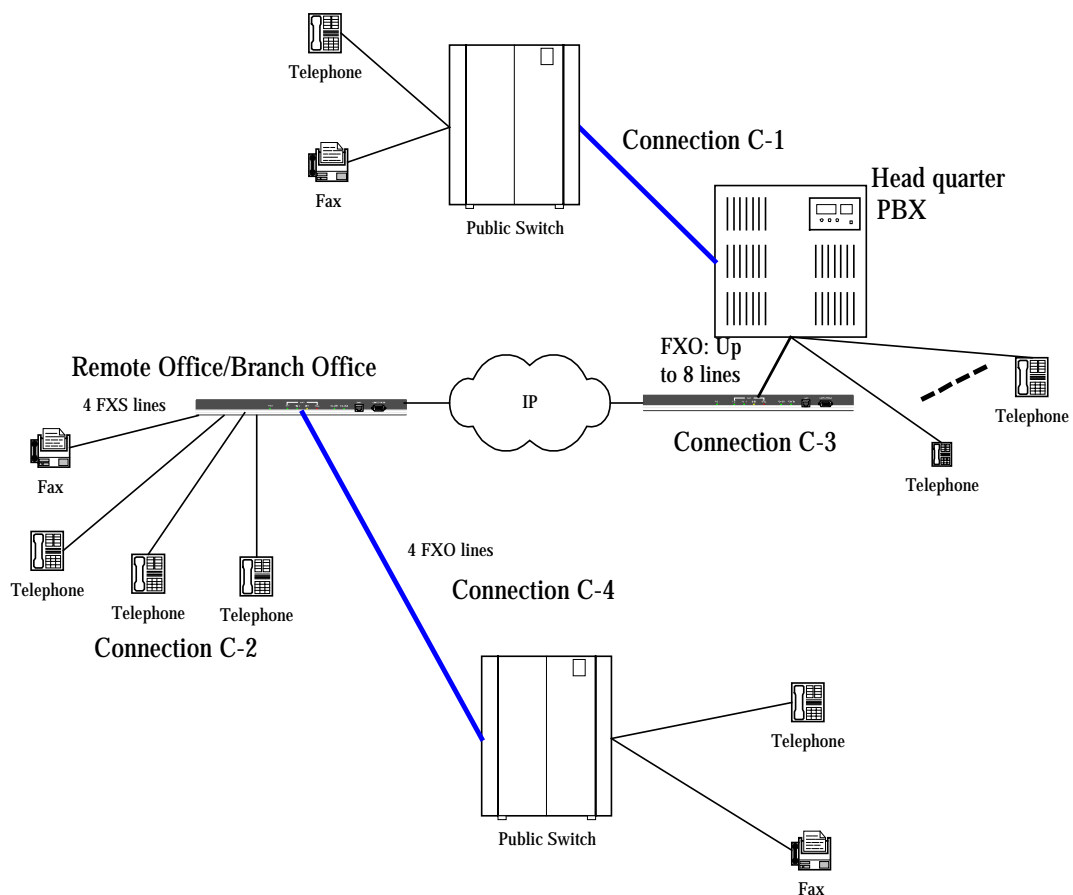 Telephone
Fax
Public Switch
Connection C-1
Head quarter
PBX
Remote Office/Branch Office
4 FXS lines
IP
FXO: Up
to 8 lines
Connection C-3
Telephone
Telephone
Fax
Telephone
Telephone
Telephone
Connection C-2
4 FXO lines
Connection C-4
Public Switch
Telephone
Fax